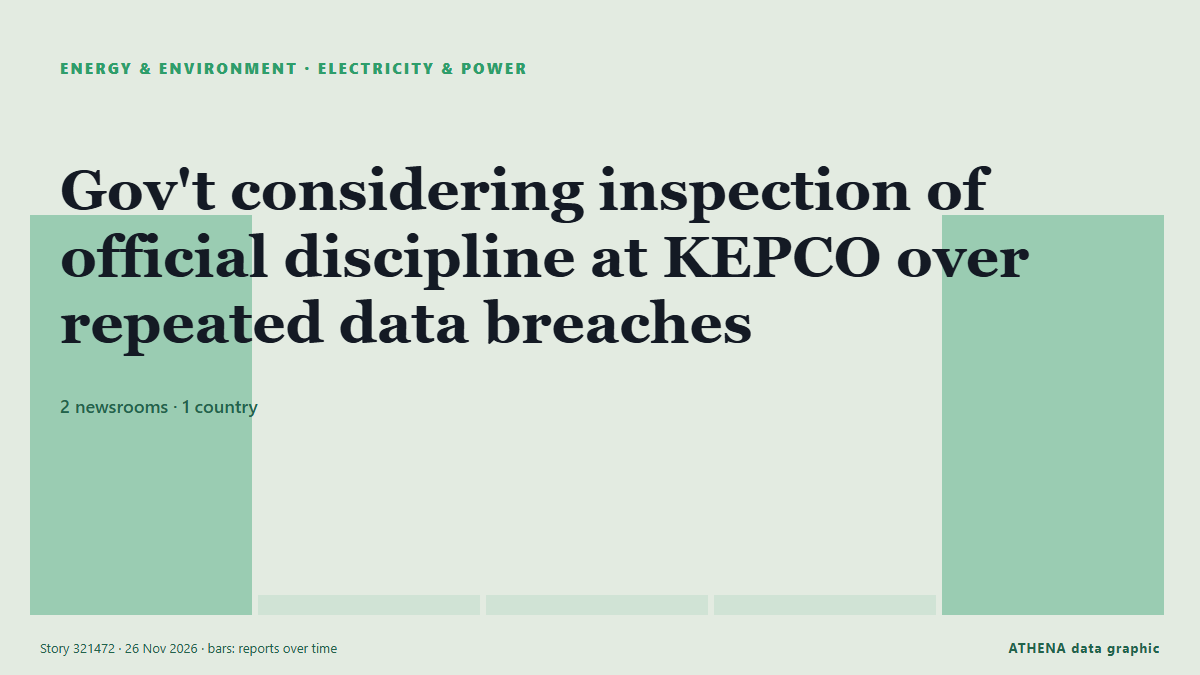 ENERGY & ENVIRONMENT · ELECTRICITY & POWER
Gov't considering inspection of
official discipline at KEPCO over
repeated data breaches
2 newsrooms · 1 country
Story 321472 · 26 Nov 2026 · bars: reports over time
ATHENA data graphic